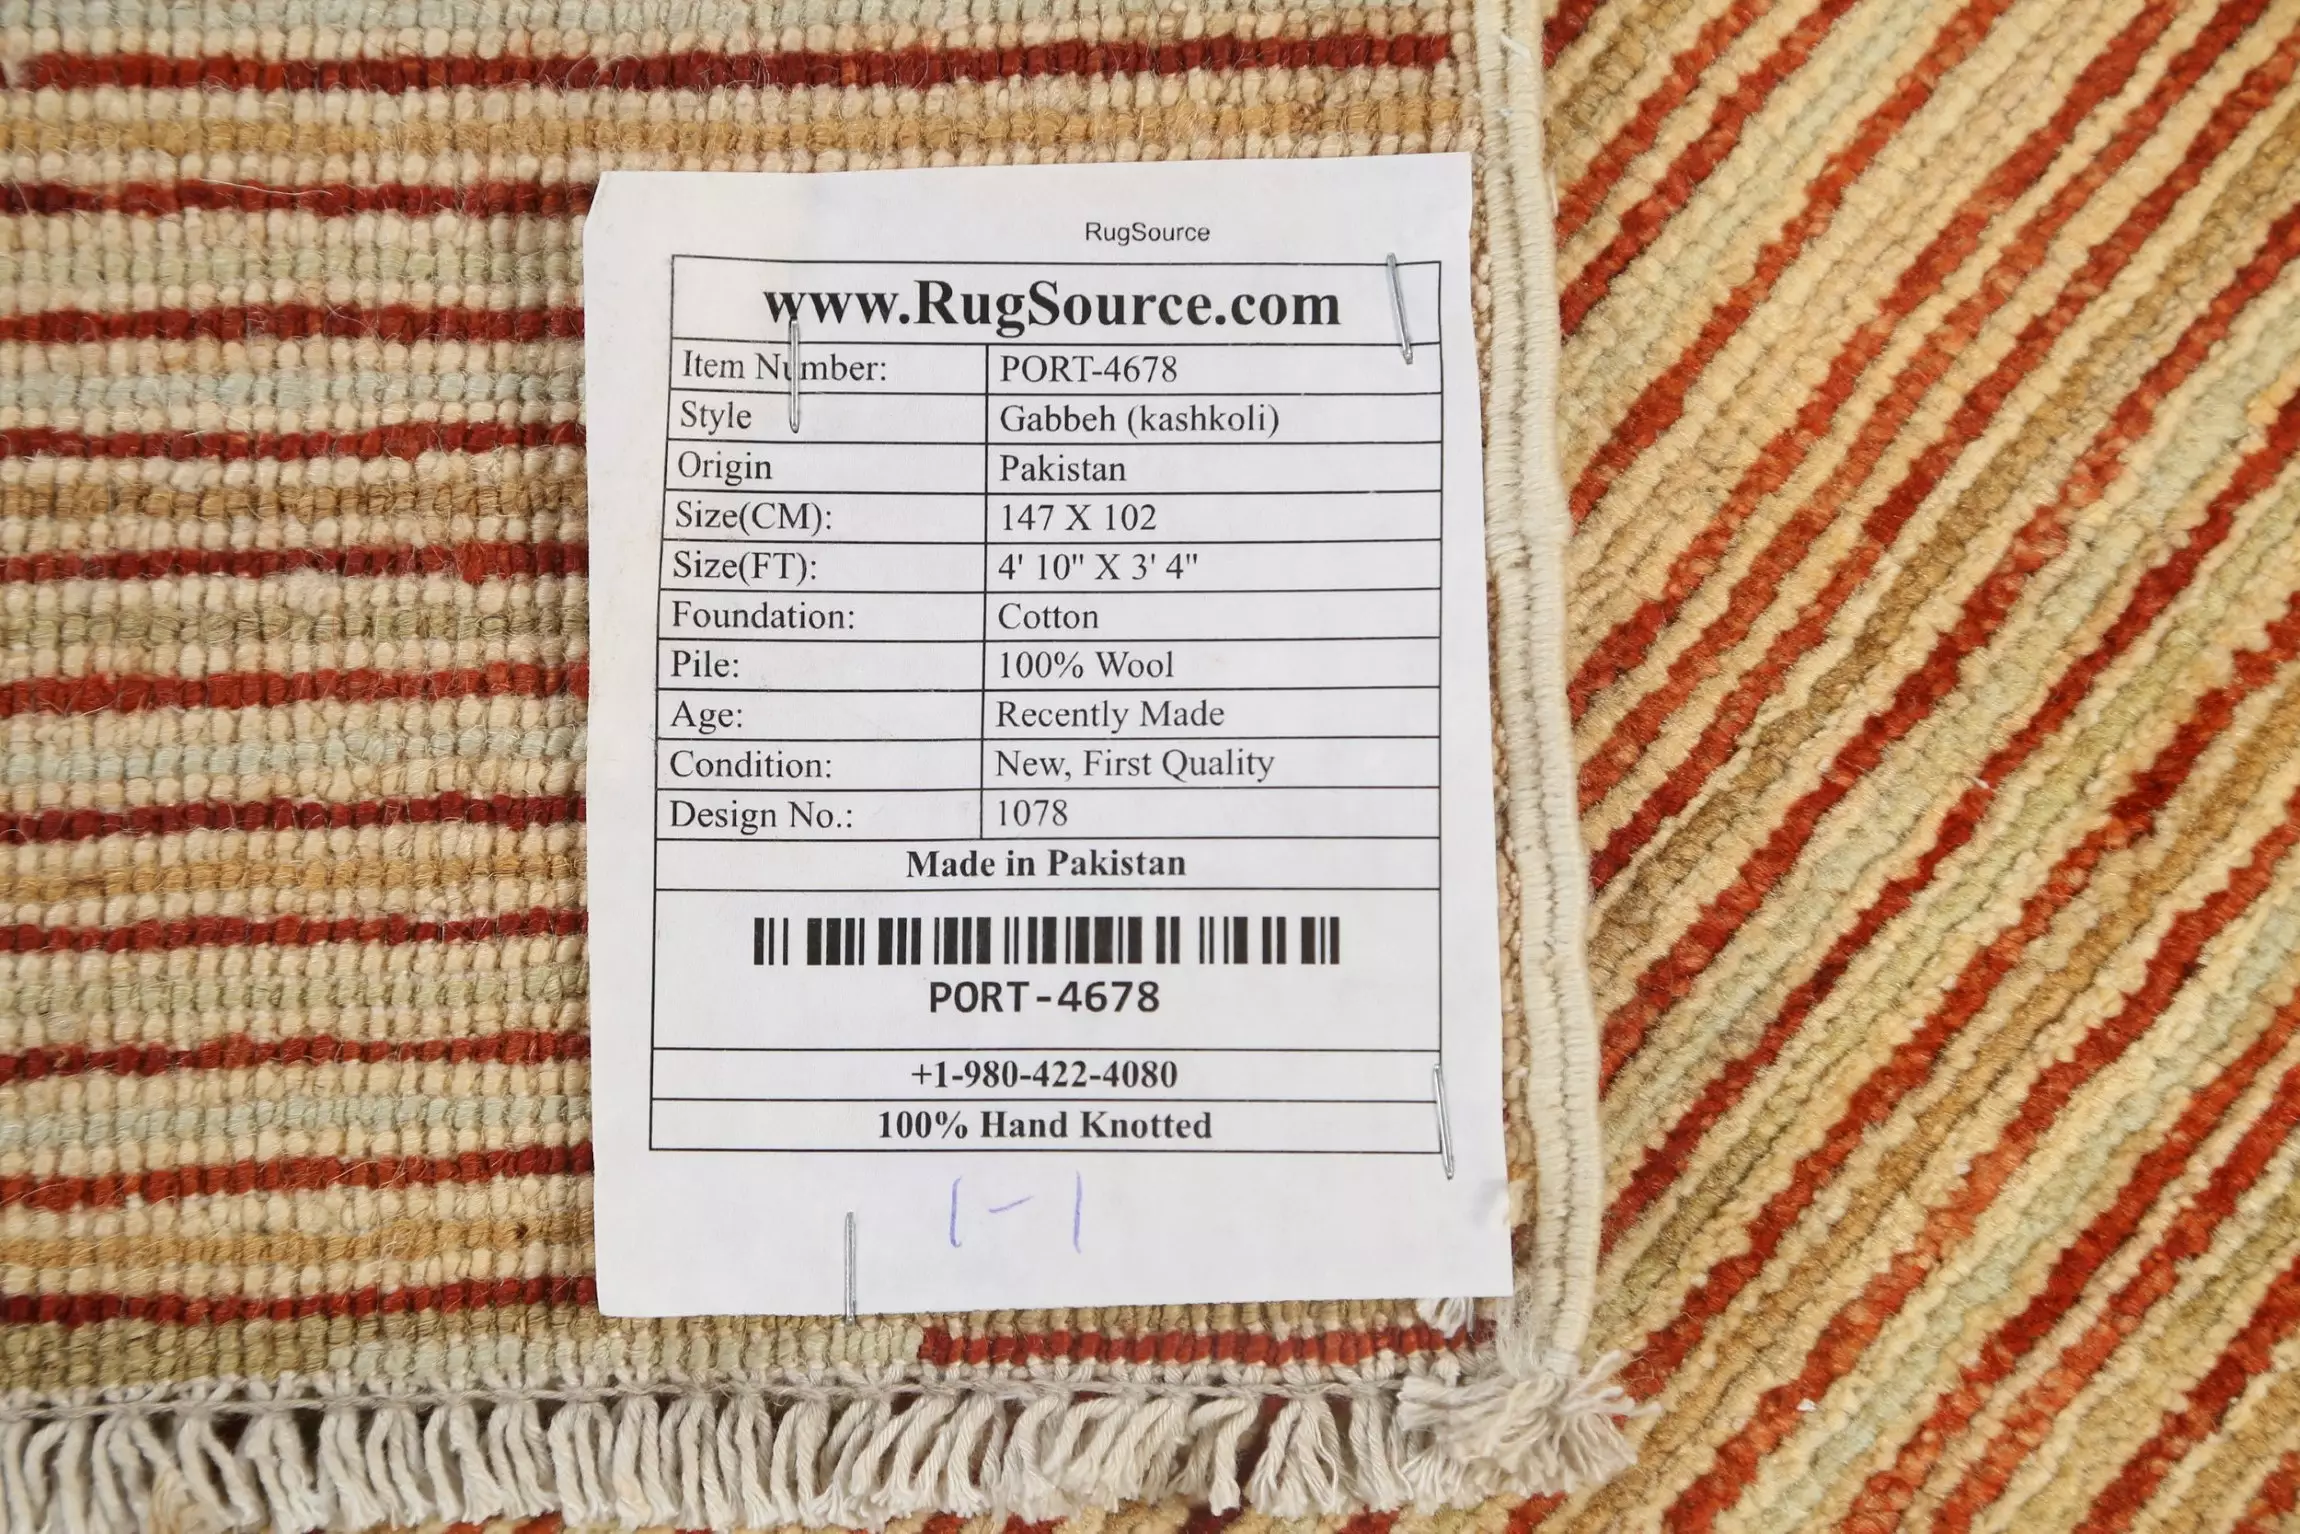 RugSource
www.RugSource.com
Item Number: PORT-4678
Style Gabbeh (kashkoli)
Origin Pakistan
Size(CM): 147 X 102
Size(FT): 4' 10" X 3' 4"
Foundation: Cotton
Pile: 100% Wool
Age: Recently Made
Condition: New, First Quality
Design No.: 1078
Made in Pakistan
PORT-4678
+1-980-422-4080
100% Hand Knotted
1-1